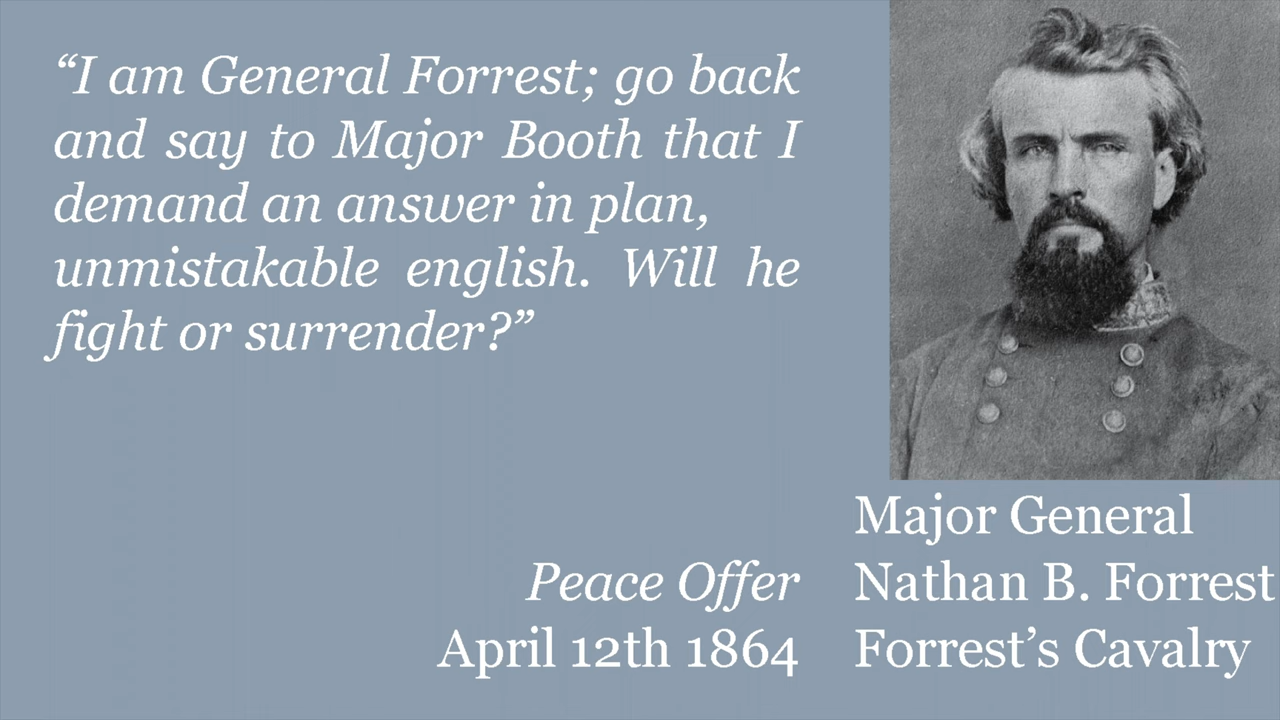 “I am General Forrest; go back
and say to Major Booth that I
demand an answer in plan,
unmistakable english. Will he
fight or surrender?”
Peace Offer
April 12th 1864
Major General
Nathan B. Forrest
Forrest’s Cavalry